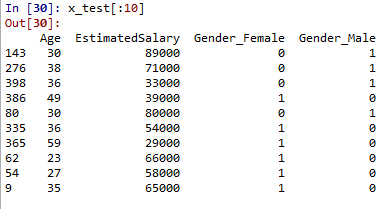 In [30]: x_test[:10]
Out[30]:
Age EstimatedSalary Gender_Female Gender_Male
143 30 89000 0 1
276 38 71000 0 1
398 36 33000 0 1
386 49 39000 1 0
80 30 80000 0 1
335 36 54000 1 0
365 59 29000 1 0
62 23 66000 1 0
54 27 58000 1 0
9 35 65000 1 0